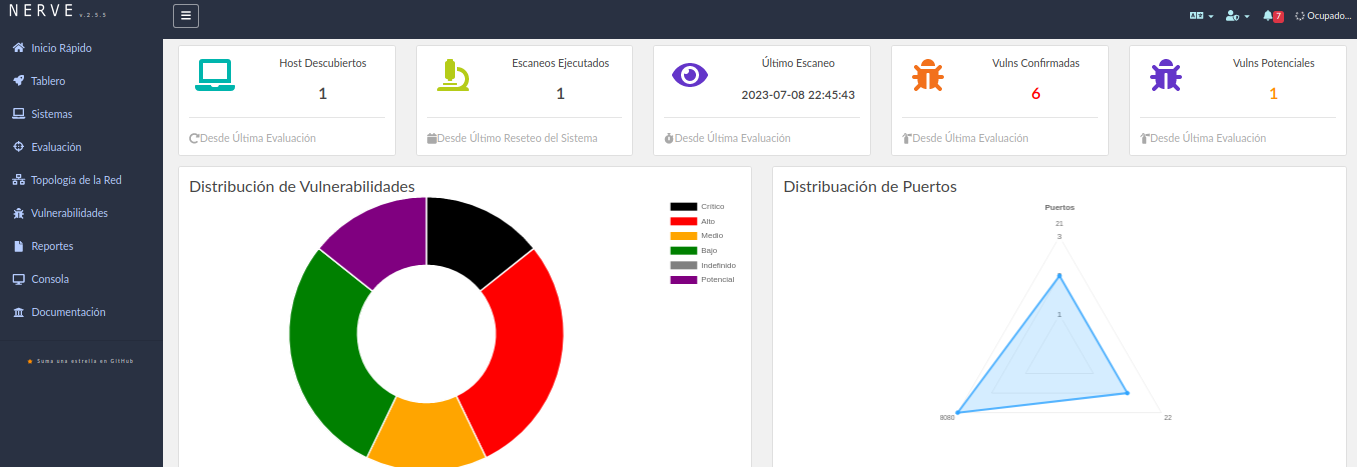 NERVE v.2.5.5
7 Ocupado...
Inicio Rápido
Tablero
Sistemas
Evaluación
Topología de la Red
Vulnerabilidades
Reportes
Consola
Documentación
Suma una estrella en GitHub
Host Descubiertos
1
Desde Última Evaluación
Escaneos Ejecutados
1
Desde Último Reseteo del Sistema
Último Escaneo
2023-07-08 22:45:43
Desde Última Evaluación
Vulns Confirmadas
6
Desde Última Evaluación
Vulns Potenciales
1
Desde Última Evaluación
Distribución de Vulnerabilidades
Crítico
Alto
Medio
Bajo
Indefinido
Potencial
Distribuación de Puertos
Puertos
21
3
1
8080
22